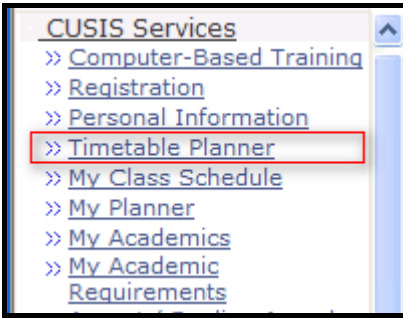 CUSIS Services
» Computer-Based Training
» Registration
» Personal Information
» Timetable Planner
» My Class Schedule
» My Planner
» My Academics
» My Academic
Requirements